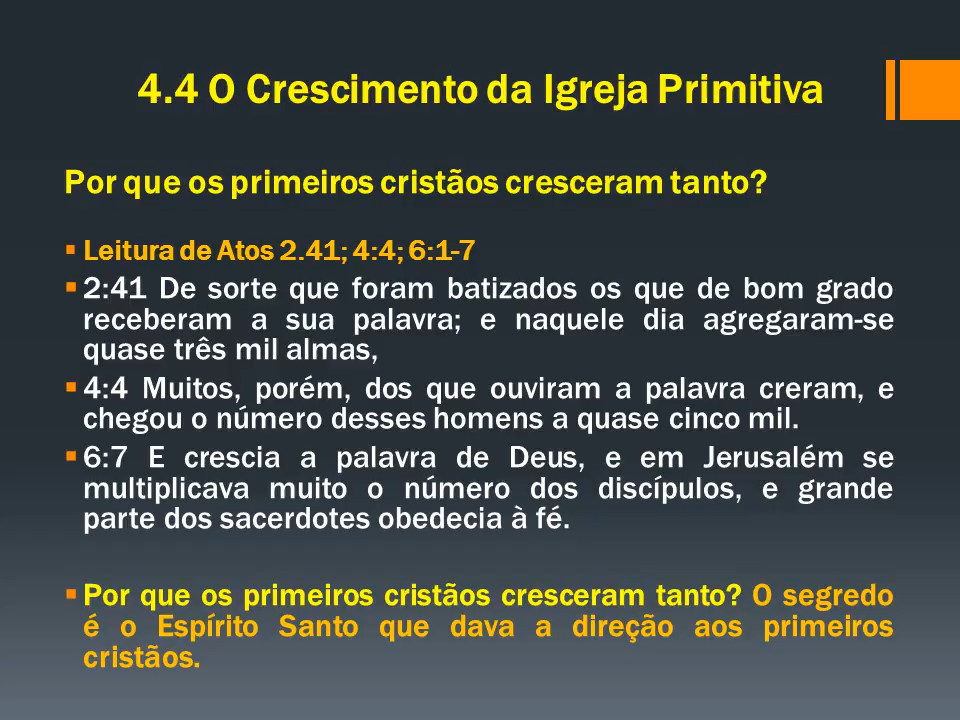 4.4 O Crescimento da Igreja Primitiva
Por que os primeiros cristãos cresceram tanto?
Leitura de Atos 2.41; 4:4; 6:1-7
2:41 De sorte que foram batizados os que de bom grado
receberam a sua palavra; e naquele dia agregaram-se
quase três mil almas,
4:4 Muitos, porém, dos que ouviram a palavra creram, e
chegou o número desses homens a quase cinco mil.
6:7 E crescia a palavra de Deus, e em Jerusalém se
multiplicava muito o número dos discípulos, e grande
parte dos sacerdotes obedecia à fé.
Por que os primeiros cristãos cresceram tanto? O segredo
é o Espírito Santo que dava a direção aos primeiros
cristãos.